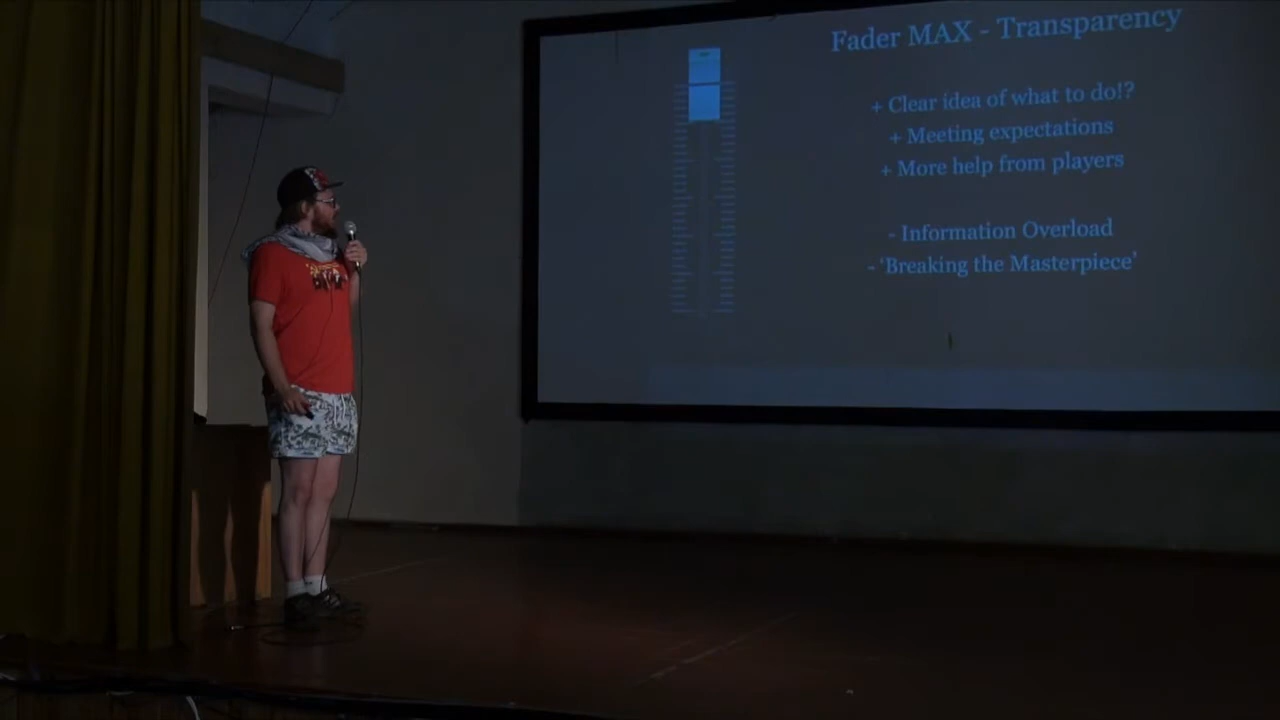 Fader MAX - Transparency
+ Clear idea of what to do!?
+ Meeting expectations
+ More help from players
- Information Overload
- ‘Breaking the Masterpiece’